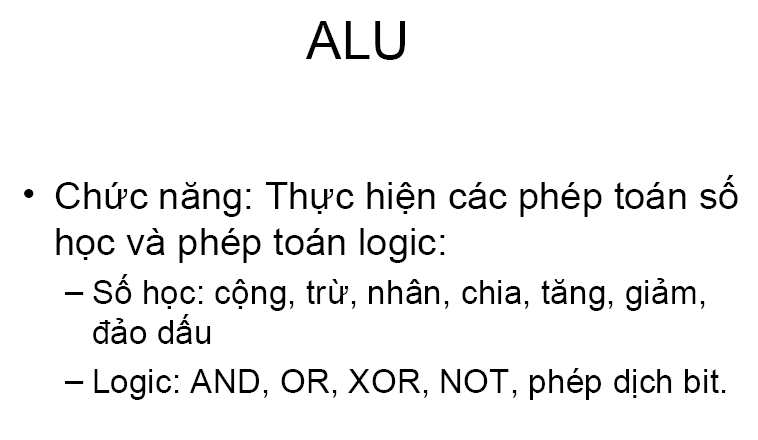 ALU
• Chức năng: Thực hiện các phép toán số
học và phép toán logic:
– Số học: cộng, trừ, nhân, chia, tăng, giảm,
đảo dấu
– Logic: AND, OR, XOR, NOT, phép dịch bit.